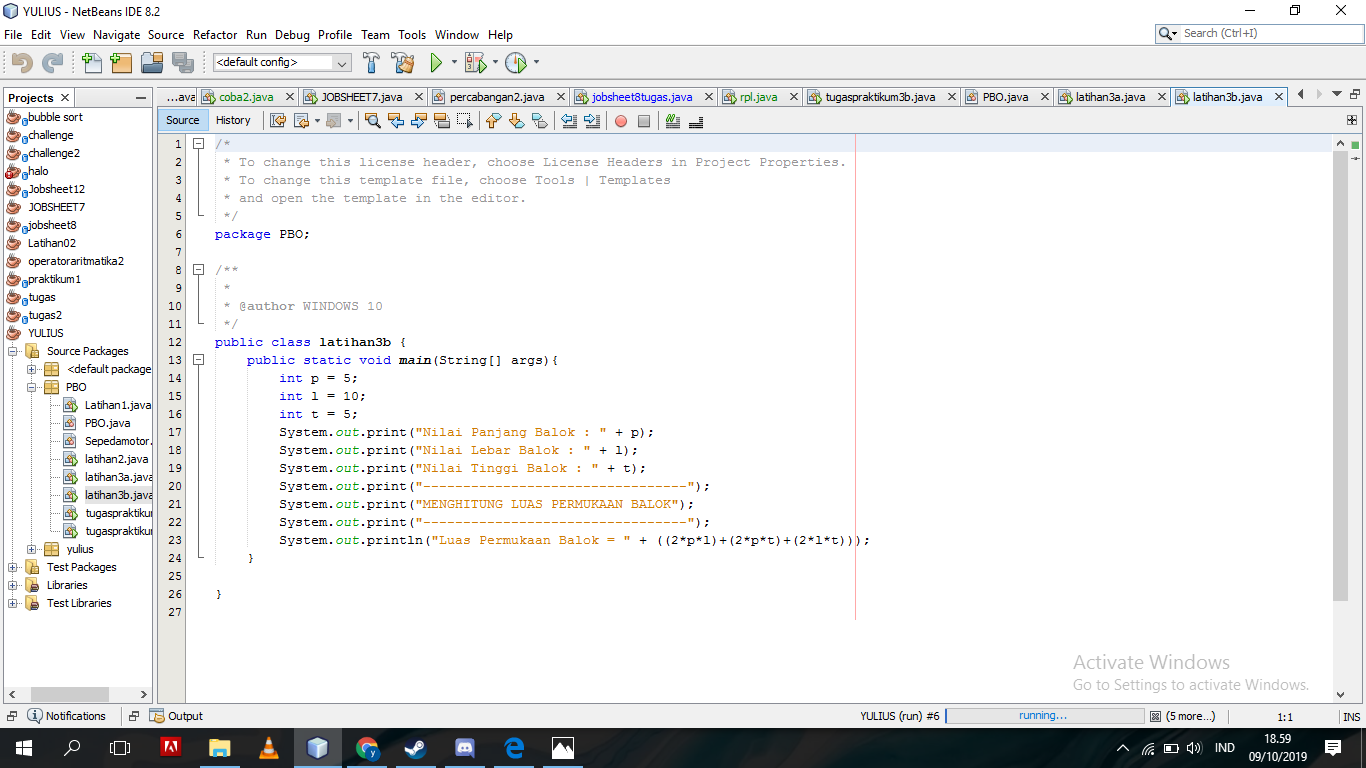 YULIUS - NetBeans IDE 8.2
File Edit View Navigate Source Refactor Run Debug Profile Team Tools Window Help
Search (Ctrl+I)
<default config>
Projects
...ava coba2.java JOBSHEET7.java percabangan2.java jobsheet8tugas.java rpl.java tugaspraktikum3b.java PBO.java latihan3a.java latihan3b.java
Source History
bubble sort
challenge
challenge2
halo
Jobsheet12
JOBSHEET7
jobsheet8
Latihan02
operatoraritmatika2
praktikum1
tugas
tugas2
YULIUS
Source Packages
<default package
PBO
Latihan1.java
PBO.java
Sepedamotor.
latihan2.java
latihan3a.java
latihan3b.java
tugaspraktiku
tugaspraktiku
yulius
Test Packages
Libraries
Test Libraries
1 /*
2 * To change this license header, choose License Headers in Project Properties.
3 * To change this template file, choose Tools | Templates
4 * and open the template in the editor.
5 */
6 package PBO;
7
8 /**
9 *
10 * @author WINDOWS 10
11 */
12 public class latihan3b {
13 public static void main(String[] args){
14 int p = 5;
15 int l = 10;
16 int t = 5;
17 System.out.print("Nilai Panjang Balok : " + p);
18 System.out.print("Nilai Lebar Balok : " + l);
19 System.out.print("Nilai Tinggi Balok : " + t);
20 System.out.print("---------------------------------");
21 System.out.print("MENGHITUNG LUAS PERMUKAAN BALOK");
22 System.out.print("---------------------------------");
23 System.out.println("Luas Permukaan Balok = " + ((2*p*l)+(2*p*t)+(2*l*t)));
24 }
25
26 }
27
Activate Windows
Go to Settings to activate Windows.
Notifications Output YULIUS (run) #6 running... (5 more...) 1:1 INS
IND 18.59
09/10/2019